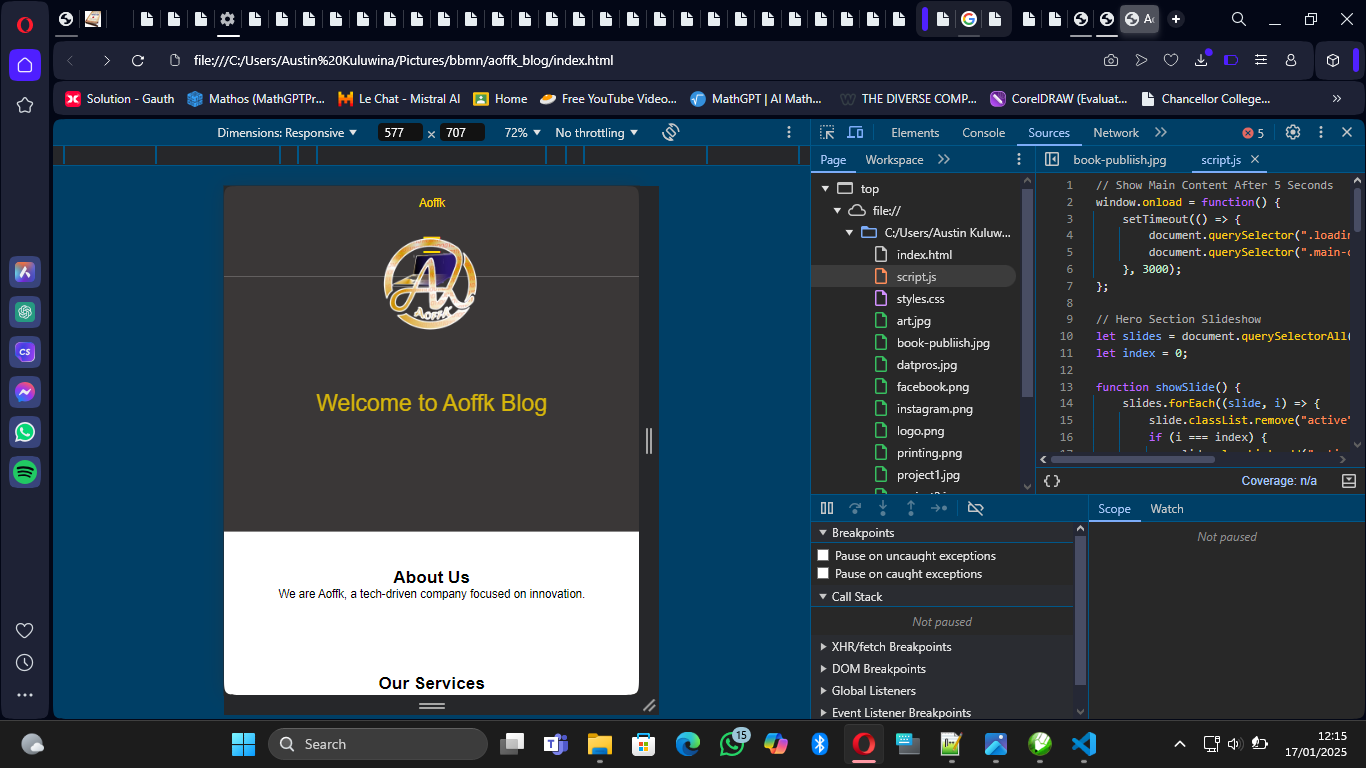 Ac
file:///C:/Users/Austin%20Kuluwina/Pictures/bbmn/aoffk_blog/index.html
Solution - Gauth
Mathos (MathGPTPr...
Le Chat - Mistral AI
Home
Free YouTube Video...
MathGPT | AI Math...
THE DIVERSE COMP...
CorelDRAW (Evaluat...
Chancellor College...
»
Dimensions: Responsive
577 × 707
72%
No throttling
Elements
Console
Sources
Network
5
Page
Workspace
book-publiish.jpg
script.js
top
file://
C:/Users/Austin Kuluw...
index.html
script.js
styles.css
art.jpg
book-publiish.jpg
datpros.jpg
facebook.png
instagram.png
logo.png
printing.png
project1.jpg
1 // Show Main Content After 5 Seconds
2 window.onload = function() {
3 setTimeout(() => {
4 document.querySelector(".loadin
5 document.querySelector(".main-c
6 }, 3000);
7 };
8
9 // Hero Section Slideshow
10 let slides = document.querySelectorAll(
11 let index = 0;
12
13 function showSlide() {
14 slides.forEach((slide, i) => {
15 slide.classList.remove("active"
16 if (i === index) {
{}
Coverage: n/a
Breakpoints
Pause on uncaught exceptions
Pause on caught exceptions
Call Stack
Not paused
XHR/fetch Breakpoints
DOM Breakpoints
Global Listeners
Event Listener Breakpoints
Scope
Watch
Not paused
Aoffk
AOFFK
Welcome to Aoffk Blog
About Us
We are Aoffk, a tech-driven company focused on innovation.
Our Services
CS
Search
15
12:15
17/01/2025